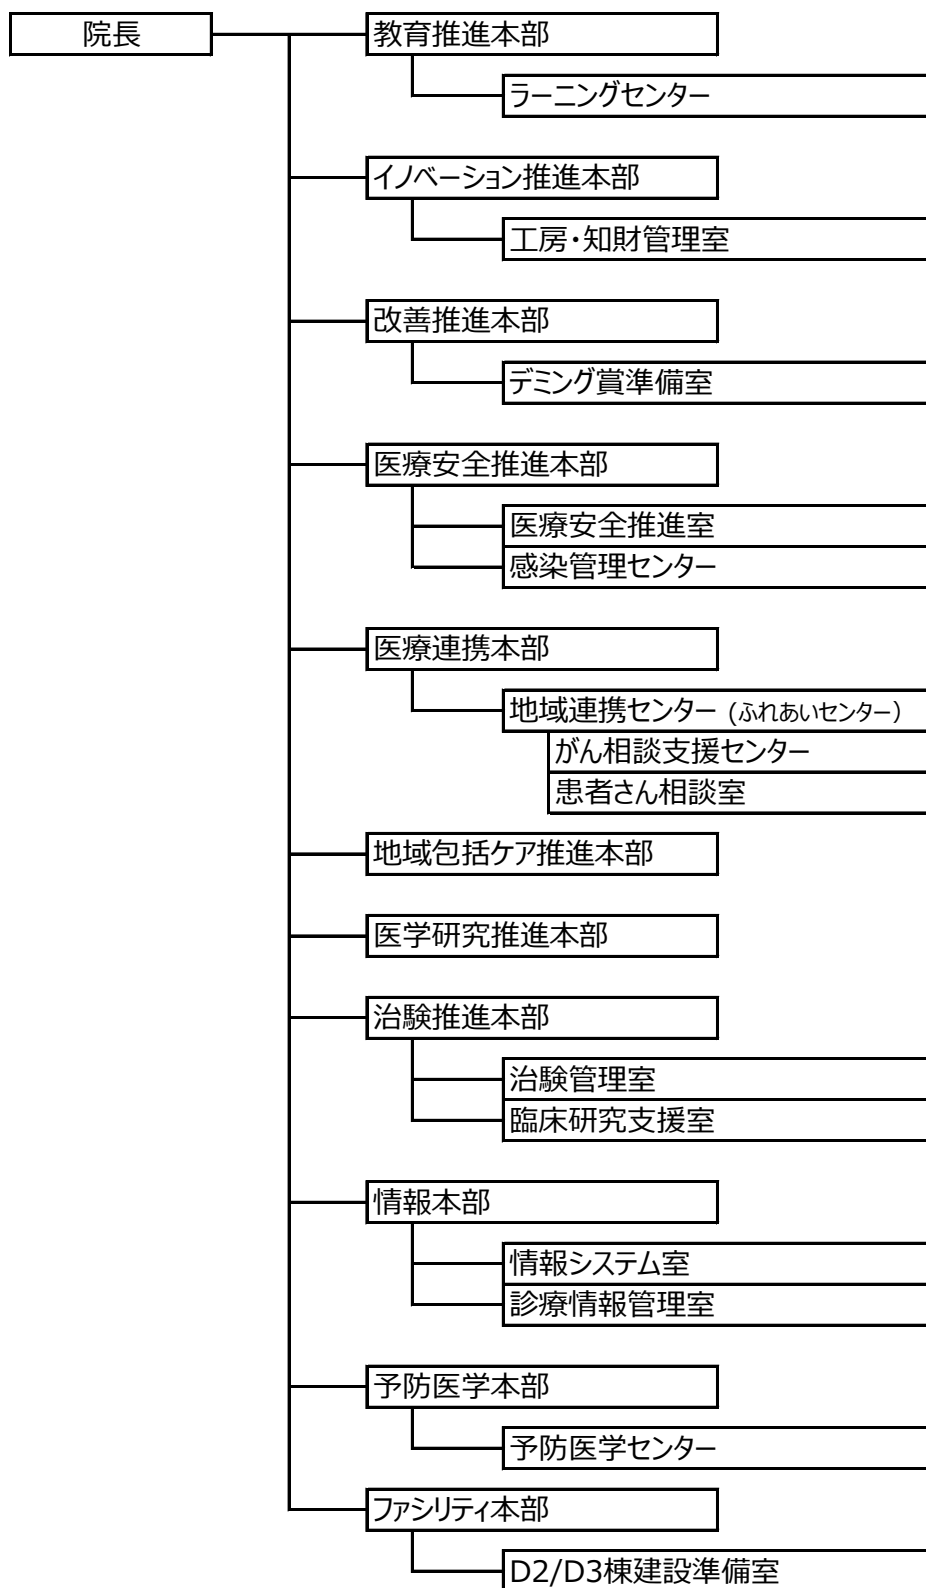 院長
教育推進本部
ラーニングセンター
イノベーション推進本部
工房・知財管理室
改善推進本部
デミング賞準備室
医療安全推進本部
医療安全推進室
感染管理センター
医療連携本部
地域連携センター (ふれあいセンター)
がん相談支援センター
患者さん相談室
地域包括ケア推進本部
医学研究推進本部
治験推進本部
治験管理室
臨床研究支援室
情報本部
情報システム室
診療情報管理室
予防医学本部
予防医学センター
ファシリティ本部
D2/D3棟建設準備室